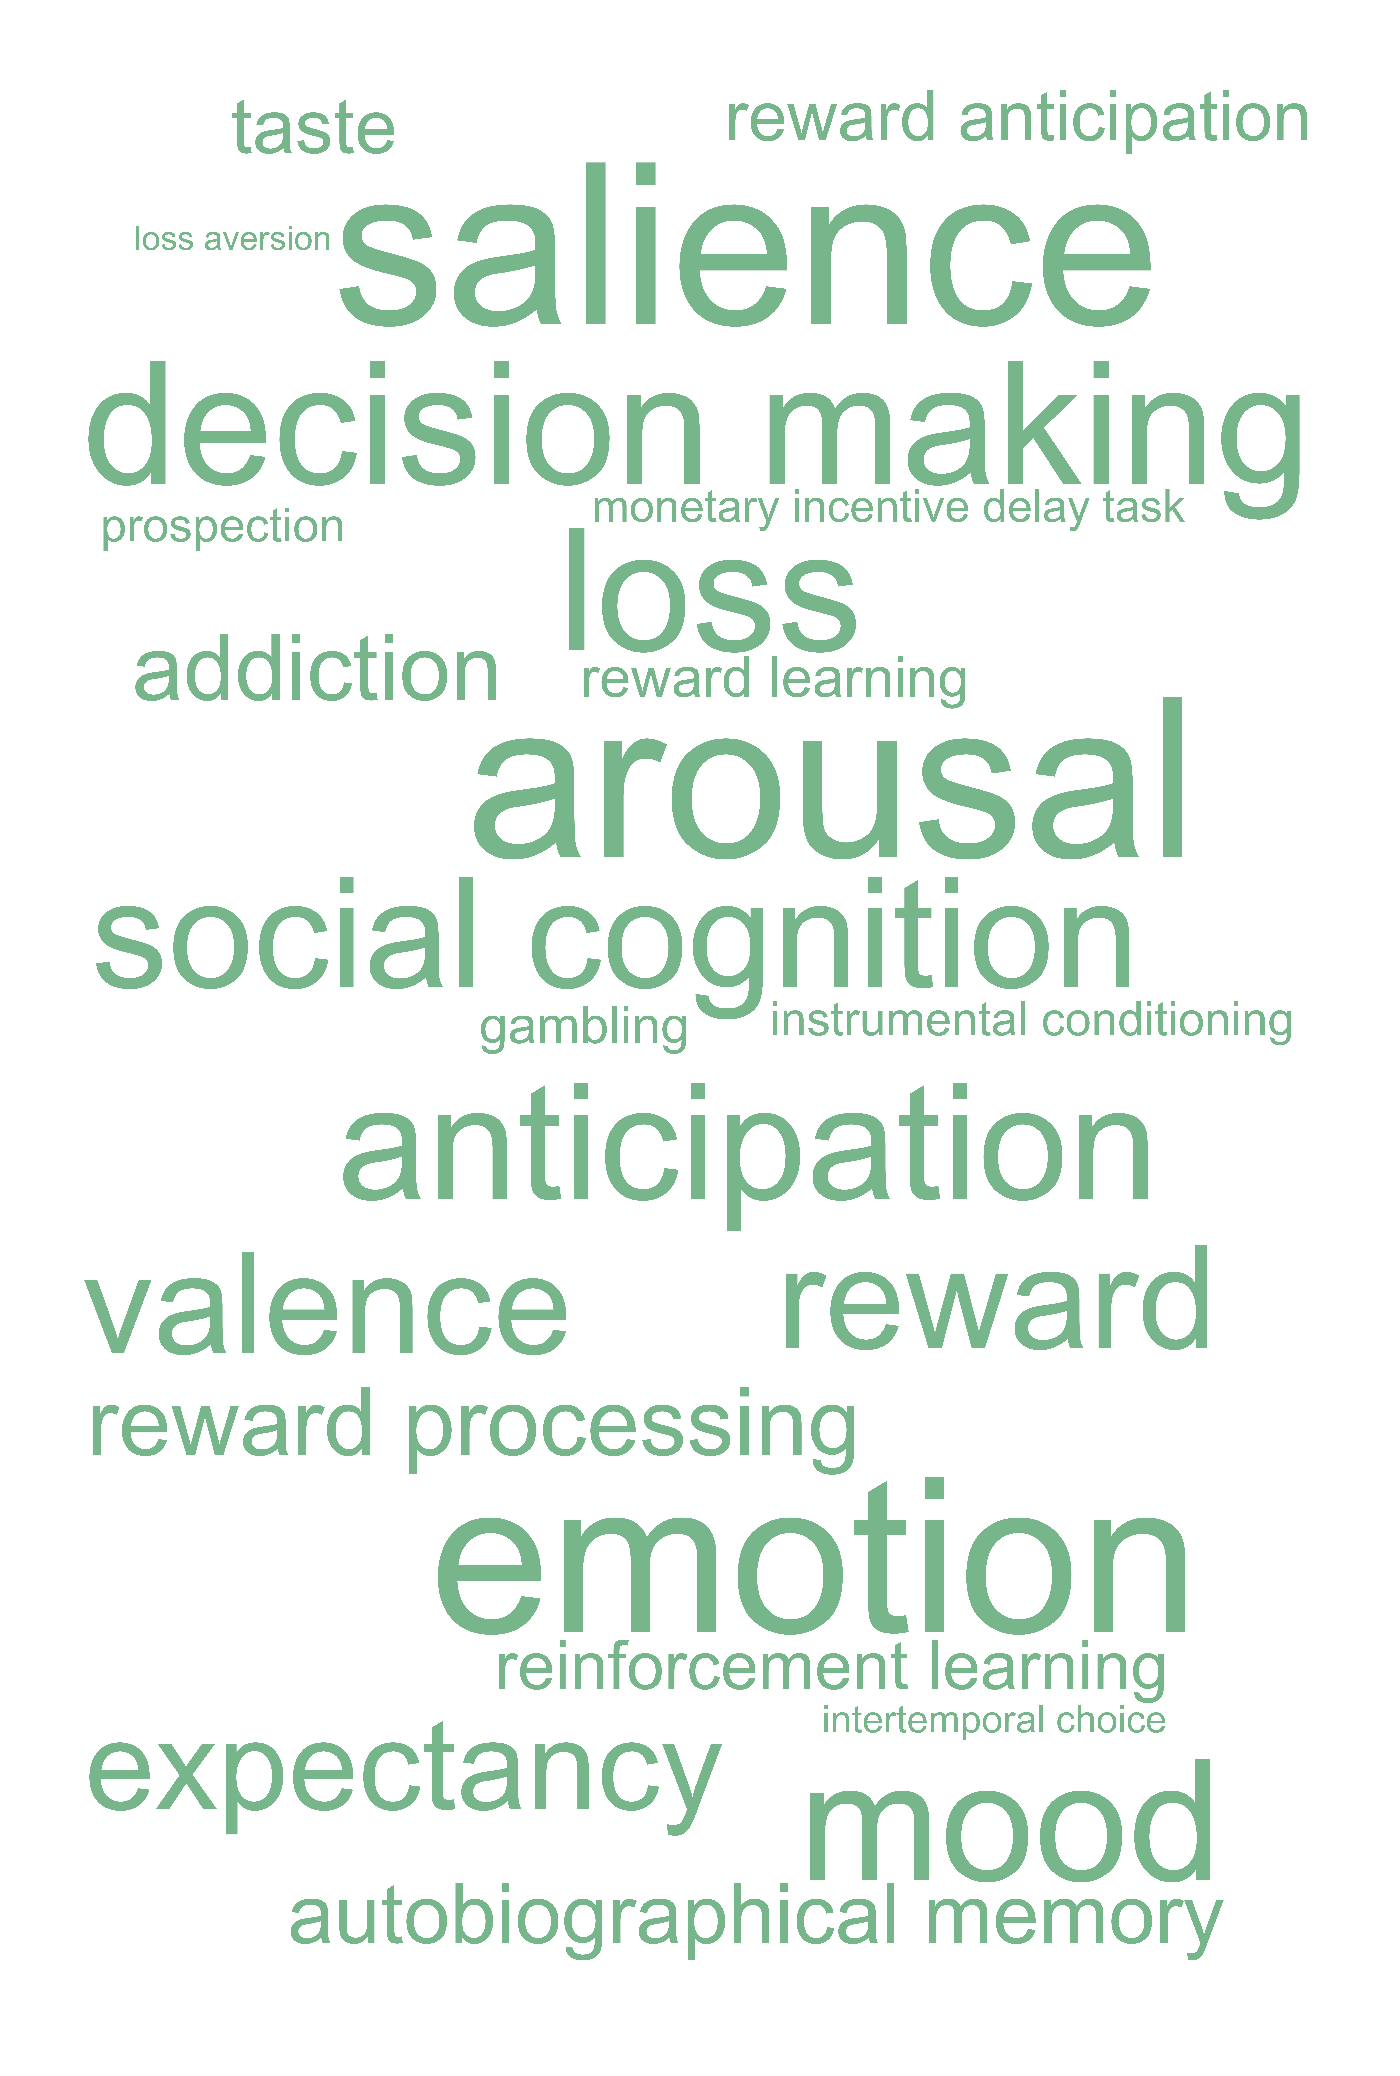 taste
reward anticipation
salience
loss aversion
decision making
prospection
monetary incentive delay task
loss
addiction
reward learning
arousal
social cognition
gambling
instrumental conditioning
anticipation
valence
reward
reward processing
emotion
reinforcement learning
intertemporal choice
expectancy
mood
autobiographical memory